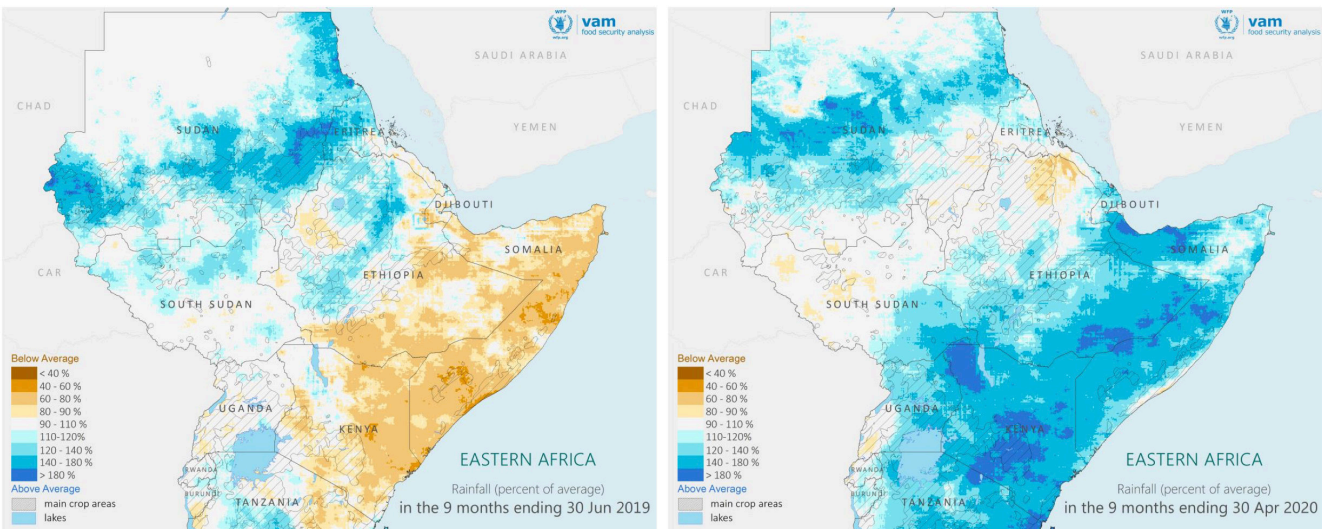 WFP
wfp.org
vam
food security analysis
SAUDI ARABIA
CHAD
YEMEN
SUDAN
ERITREA
DJIBOUTI
SOMALIA
CAR
ETHIOPIA
SOUTH SUDAN
UGANDA
KENYA
RWANDA
BURUNDI
TANZANIA
Below Average
< 40 %
40 - 60 %
60 - 80 %
80 - 90 %
90 - 110 %
110-120%
120 - 140 %
140 - 180 %
> 180 %
Above Average
main crop areas
lakes
EASTERN AFRICA
Rainfall (percent of average)
in the 9 months ending 30 Jun 2019
WFP
wfp.org
vam
food security analysis
SAUDI ARABIA
CHAD
YEMEN
SUDAN
ERITREA
DJIBOUTI
SOMALIA
CAR
ETHIOPIA
SOUTH SUDAN
UGANDA
KENYA
RWANDA
BURUNDI
TANZANIA
Below Average
< 40 %
40 - 60 %
60 - 80 %
80 - 90 %
90 - 110 %
110-120%
120 - 140 %
140 - 180 %
> 180 %
Above Average
main crop areas
lakes
EASTERN AFRICA
Rainfall (percent of average)
in the 9 months ending 30 Apr 2020